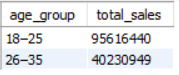 age_group total_sales
18–25 95616440
26–35 40230949